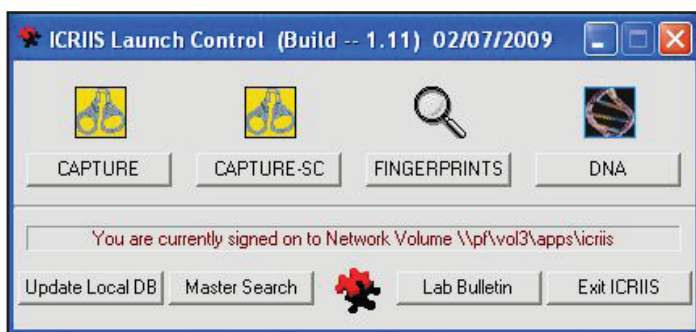 ICRIIS Launch Control (Build -- 1.11) 02/07/2009
CAPTURE CAPTURE-SC FINGERPRINTS DNA
You are currently signed on to Network Volume \\pf\vol3\apps\icriis
Update Local DB Master Search Lab Bulletin Exit ICRIIS